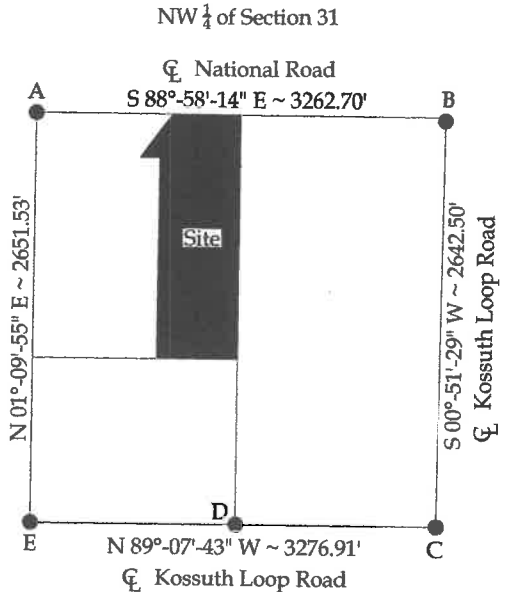 NW 1/4 of Section 31
℄ National Road
S 88°-58'-14" E ~ 3262.70'
A
B
N 01°-09'-55" E ~ 2651.53'
Site
S 00°-51'-29" W ~ 2642.50'
℄ Kossuth Loop Road
D
E
C
N 89°-07'-43" W ~ 3276.91'
℄ Kossuth Loop Road